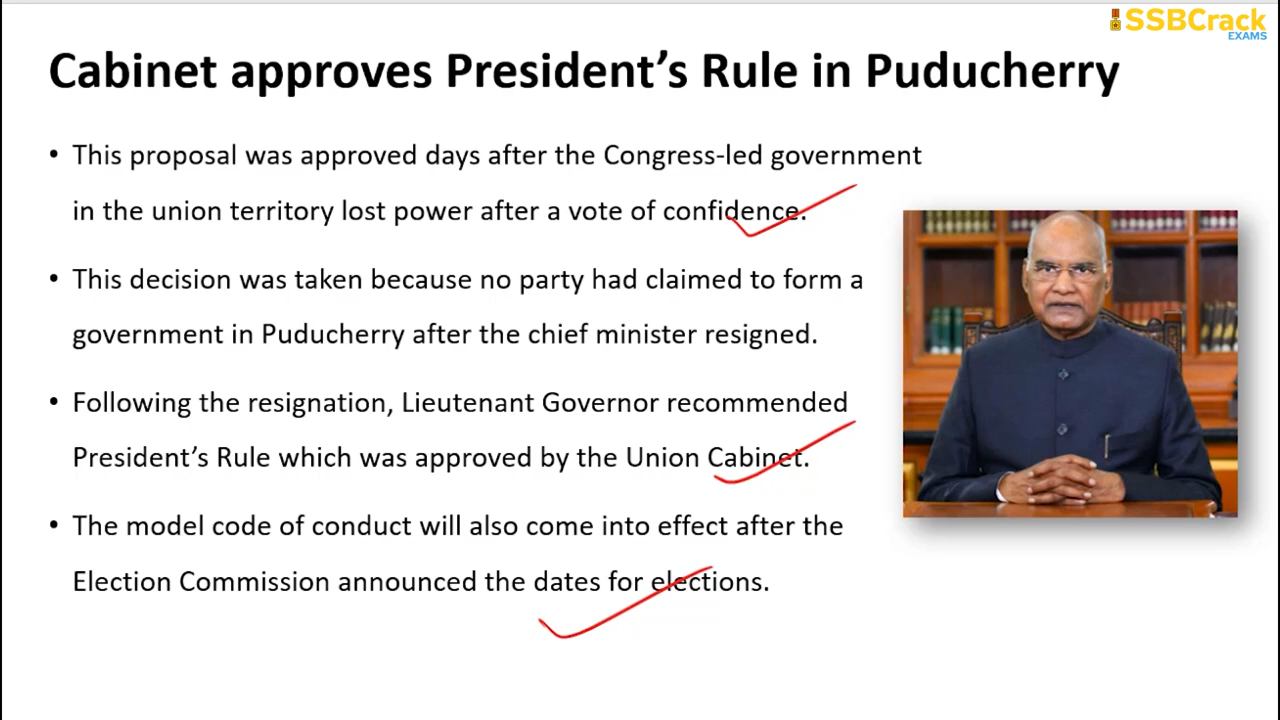 SSBCrack
EXAMS
Cabinet approves President’s Rule in Puducherry
• This proposal was approved days after the Congress-led government
in the union territory lost power after a vote of confidence.
• This decision was taken because no party had claimed to form a
government in Puducherry after the chief minister resigned.
• Following the resignation, Lieutenant Governor recommended
President’s Rule which was approved by the Union Cabinet.
• The model code of conduct will also come into effect after the
Election Commission announced the dates for elections.